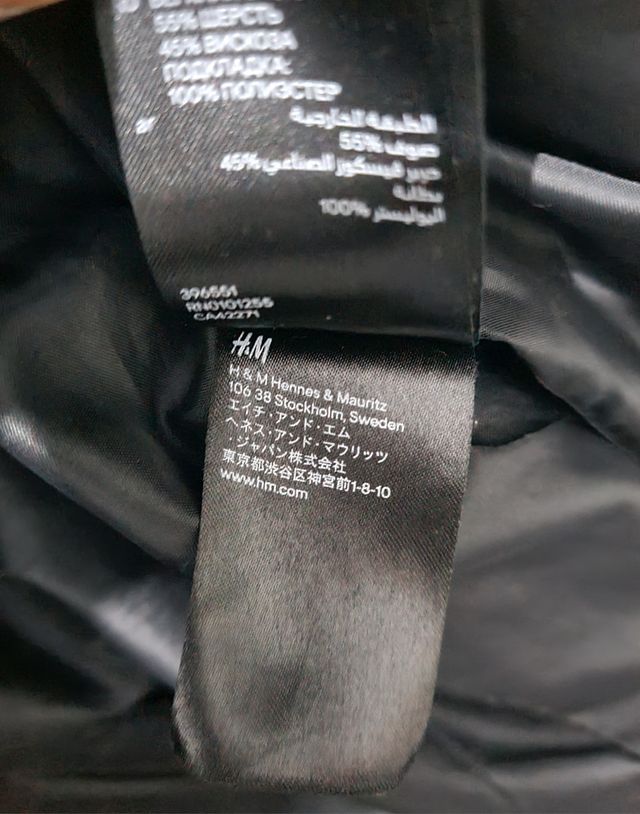 55% ШЕРСТЬ
45% ВИСКОЗА
ПОДКЛАДКА:
100% ПОЛИЭСТЕР
الطبقة الخارجية
55% صوف
45% حرير فيسكوز الصناعي
بطانة
100% البوليستر
396551
RN0101255
CA42271
H&M
H & M Hennes & Mauritz
106 38 Stockholm, Sweden
エイチ・アンド・エム
ヘネス・アンド・マウリッツ
・ジャパン株式会社
東京都渋谷区神宮前1-8-10
www.hm.com